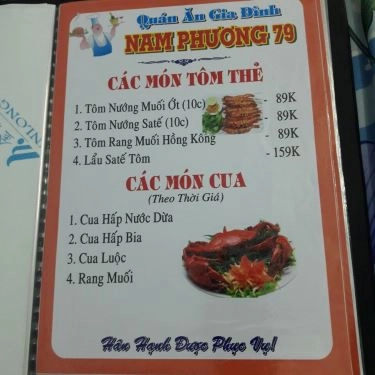 Quán Ăn Gia Đình
NAM PHƯƠNG 79
CÁC MÓN TÔM THẺ
1. Tôm Nướng Muối Ớt (10c) - 89K
2. Tôm Nướng Satế (10c) - 89K
3. Tôm Rang Muối Hồng Kông - 89K
4. Lẩu Satế Tôm - 159K
CÁC MÓN CUA
(Theo Thời Giá)
1. Cua Hấp Nước Dừa
2. Cua Hấp Bia
3. Cua Luộc
4. Rang Muối
Hân Hạnh Được Phục Vụ!